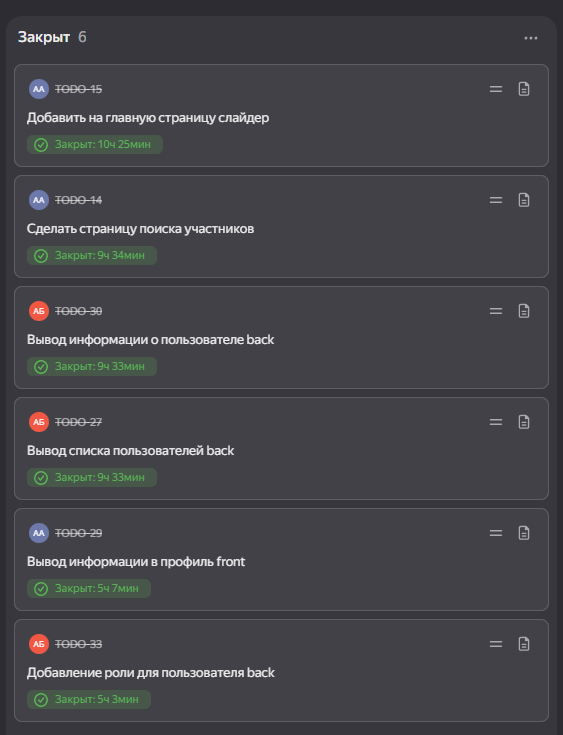 Закрыт 6
АА TODO-15
Добавить на главную страницу слайдер
Закрыт: 10ч 25мин
АА TODO-14
Сделать страницу поиска участников
Закрыт: 9ч 34мин
АБ TODO-30
Вывод информации о пользователе back
Закрыт: 9ч 33мин
АБ TODO-27
Вывод списка пользователей back
Закрыт: 9ч 33мин
АА TODO-29
Вывод информации в профиль front
Закрыт: 5ч 7мин
АБ TODO-33
Добавление роли для пользователя back
Закрыт: 5ч 3мин